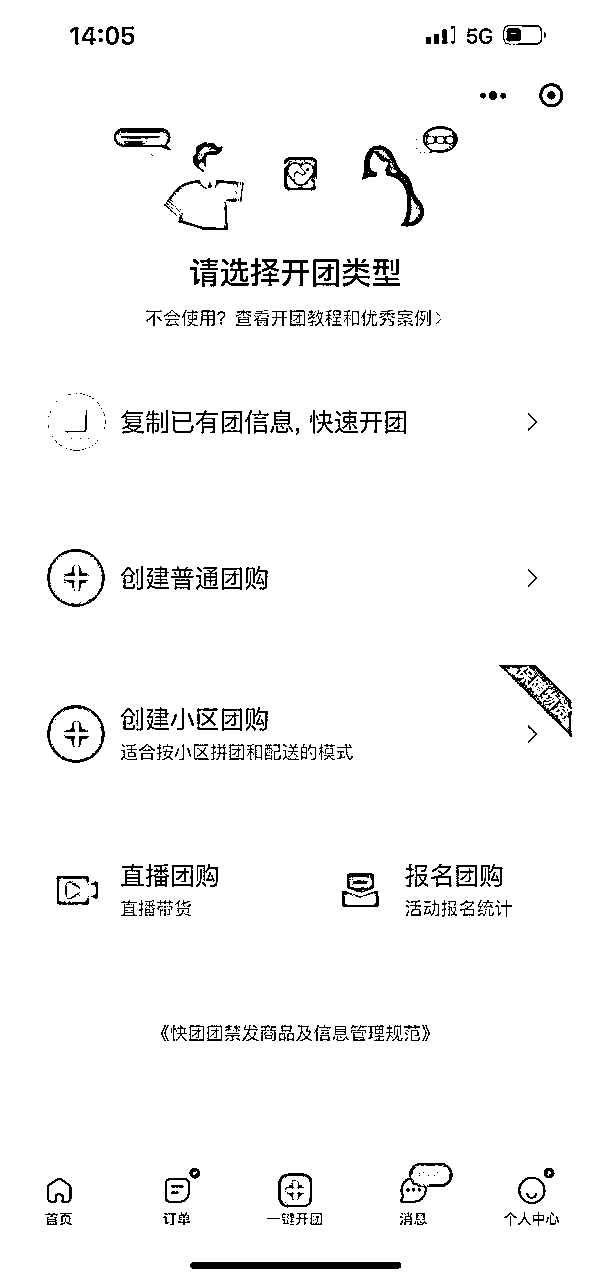 14:05
5G
请选择开团类型
不会使用？查看开团教程和优秀案例>
复制已有团信息，快速开团
创建普通团购
保障物资
创建小区团购
适合按小区拼团和配送的模式
直播团购
直播带货
报名团购
活动报名统计
《快团团禁发商品及信息管理规范》
首页
订单
一键开团
消息
个人中心